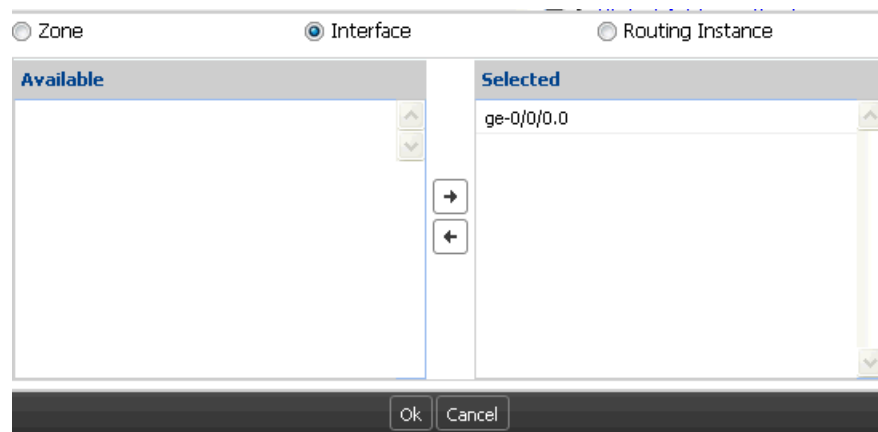 Zone Interface Routing Instance
Available Selected
ge-0/0/0.0
Ok Cancel